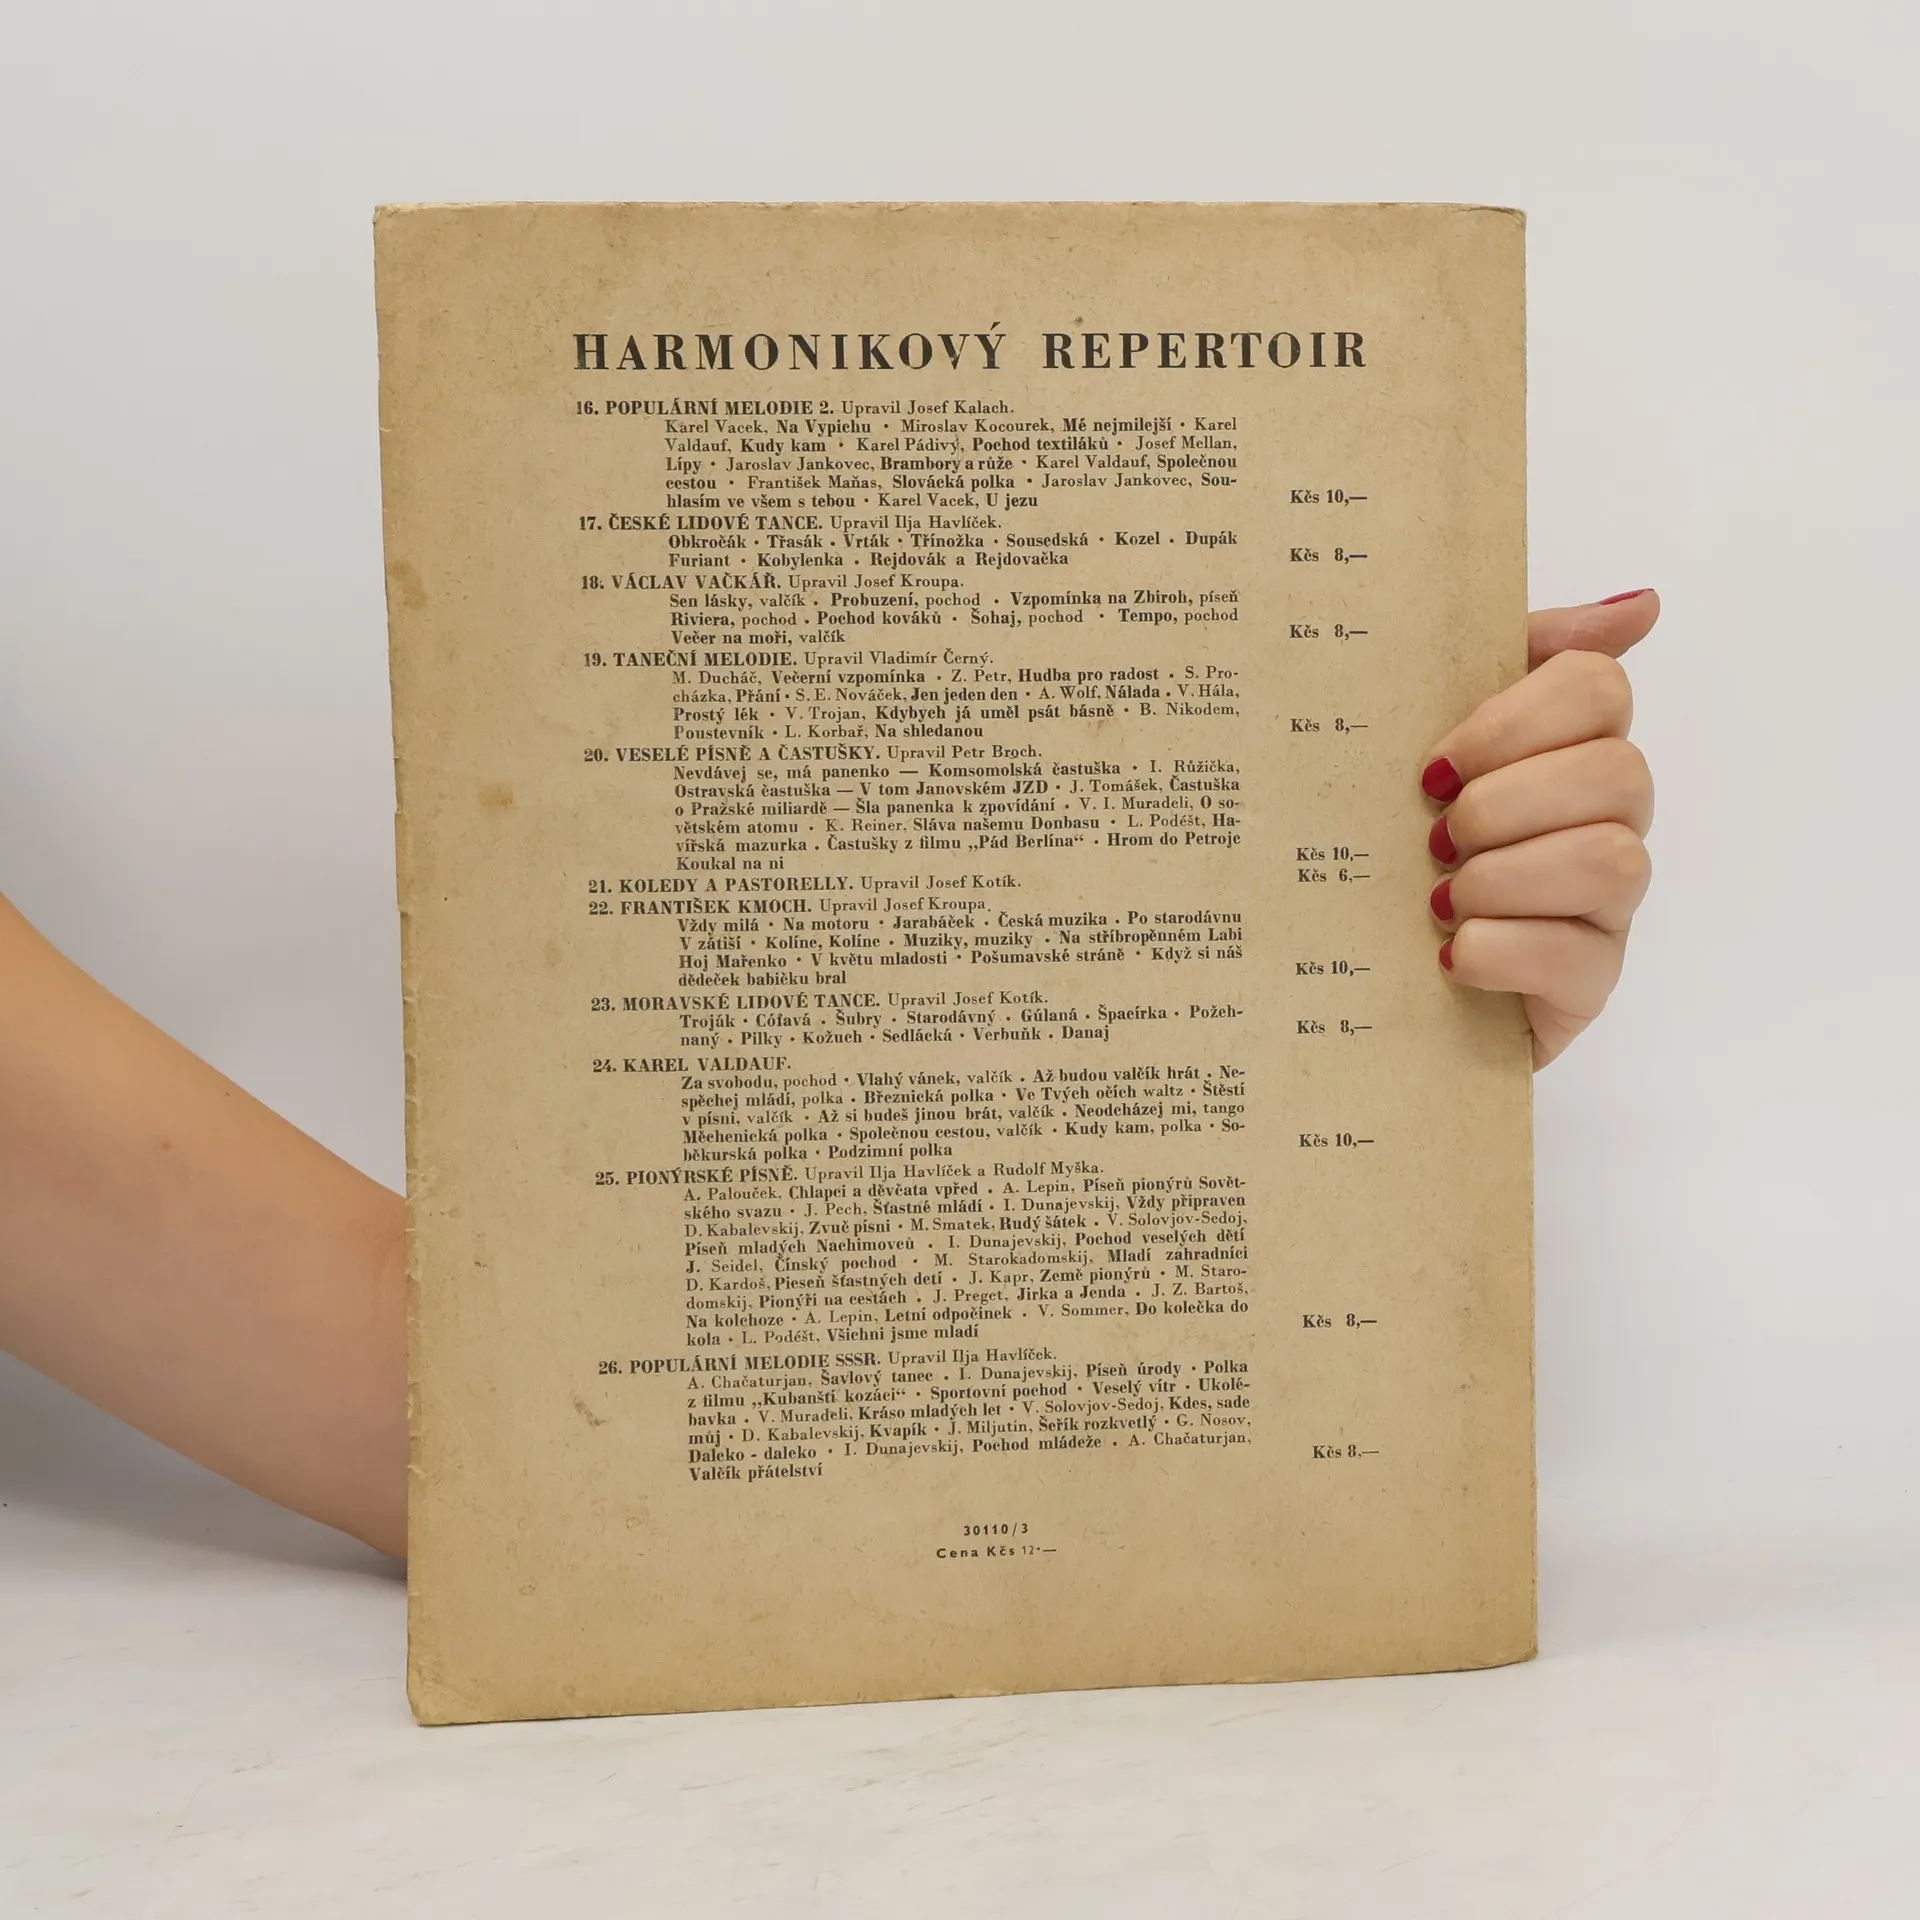 HARMONIKOVÝ REPERTOIR
16. POPULÁRNÍ MELODIE 2. Upravil Josef Kalach.
Karel Vacek, Na Vypichu • Miroslav Kocourek, Mé nejmilejší • Karel
Valdauf, Kudy kam • Karel Pádivý, Pochod textiláků • Josef Mellan,
Lípy • Jaroslav Jankovec, Brambory a růže • Karel Valdauf, Společnou
cestou • František Maňas, Slovácká polka • Jaroslav Jankovec, Sou-
hlasím ve všem s tebou • Karel Vacek, U jezu Kčs 10,—
17. ČESKÉ LIDOVÉ TANCE. Upravil Ilja Havlíček.
Obkročák • Třasák • Vrták • Třínožka • Sousedská • Kozel • Dupák
Furiant • Kobylenka • Rejdovák a Rejdovačka Kčs 8,—
18. VÁCLAV VAČKÁŘ. Upravil Josef Kroupa.
Sen lásky, valčík • Probuzení, pochod • Vzpomínka na Zbiroh, píseň
Riviera, pochod • Pochod kováků • Šohaj, pochod • Tempo, pochod
Večer na moři, valčík Kčs 8,—
19. TANEČNÍ MELODIE. Upravil Vladimír Černý.
M. Ducháč, Večerní vzpomínka • Z. Petr, Hudba pro radost • S. Pro-
cházka, Přání • S. E. Nováček, Jen jeden den • A. Wolf, Nálada • V. Hála,
Prostý lék • V. Trojan, Kdybych já uměl psát básně • B. Nikodem,
Poustevník • L. Korbař, Na shledanou Kčs 8,—
20. VESELÉ PÍSNĚ A ČASTUŠKY. Upravil Petr Broch.
Nevdávej se, má panenko — Komsomolská častuška • I. Růžička,
Ostravská častuška — V tom Janovském JZD • J. Tomášek, Častuška
o Pražské miliardě — Šla panenka k zpovídání • V. I. Muradeli, O so-
větském atomu • K. Reiner, Sláva našemu Donbasu • L. Podéšt, Ha-
vířská mazurka • Častušky z filmu „Pád Berlína“ • Hrom do Petroje
Koukal na ni Kčs 10,—
21. KOLEDY A PASTORELLY. Upravil Josef Kotík. Kčs 6,—
22. FRANTIŠEK KMOCH. Upravil Josef Kroupa.
Vždy milá • Na motoru • Jarabáček • Česká muzika • Po starodávnu
V zátiší • Kolíne, Kolíne • Muziky, muziky • Na stříbropěnném Labi
Hoj Mařenko • V květu mladosti • Pošumavské stráně • Když si náš
dědeček babičku bral Kčs 10,—
23. MORAVSKÉ LIDOVÉ TANCE. Upravil Josef Kotík.
Troják • Cófavá • Šubry • Starodávný • Gúlaná • Špacírka • Požeh-
naný • Pilky • Kožuch • Sedlácká • Verbuňk • Danaj Kčs 8,—
24. KAREL VALDAUF.
Za svobodu, pochod • Vlahý vánek, valčík • Až budou valčík hrát • Ne-
spěchej mládí, polka • Březnická polka • Ve Tvých očích waltz • Štěstí
v písni, valčík • Až si budeš jinou brát, valčík • Neodcházej mi, tango
Měchenická polka • Společnou cestou, valčík • Kudy kam, polka • So-
běkurská polka • Podzimní polka Kčs 10,—
25. PIONÝRSKÉ PÍSNĚ. Upravil Ilja Havlíček a Rudolf Myška.
A. Palouček, Chlapci a děvčata vpřed • A. Lepin, Píseň pionýrů Sovět-
ského svazu • J. Pech, Šťastné mládí • I. Dunajevskij, Vždy připraven
D. Kabalevskij, Zvuč písni • M. Smatek, Rudý šátek • V. Solovjov-Sedoj,
Píseň mladých Nachimovců • I. Dunajevskij, Pochod veselých dětí
J. Seidel, Čínský pochod • M. Starokadomskij, Mladí zahradníci
D. Kardoš, Pieseň šťastných detí • J. Kapr, Země pionýrů • M. Staro-
domskij, Pionýři na cestách • J. Preget, Jirka a Jenda • J. Z. Bartoš,
Na kolchoze • A. Lepin, Letní odpočinek • V. Sommer, Do kolečka do
kola • L. Podéšt, Všichni jsme mladí Kčs 8,—
26. POPULÁRNÍ MELODIE SSSR. Upravil Ilja Havlíček.
A. Chačaturjan, Šavlový tanec • I. Dunajevskij, Píseň úrody • Polka
z filmu „Kubanští kozáci“ • Sportovní pochod • Veselý vítr • Ukolé-
bavka • V. Muradeli, Kráso mladých let • V. Solovjov-Sedoj, Kdes, sade
můj • D. Kabalevskij, Kvapík • J. Miljutin, Šeřík rozkvetlý • G. Nosov,
Daleko - daleko • I. Dunajevskij, Pochod mládeže • A. Chačaturjan,
Valčík přátelství Kčs 8,—
30110/3
Cena Kčs 12·—